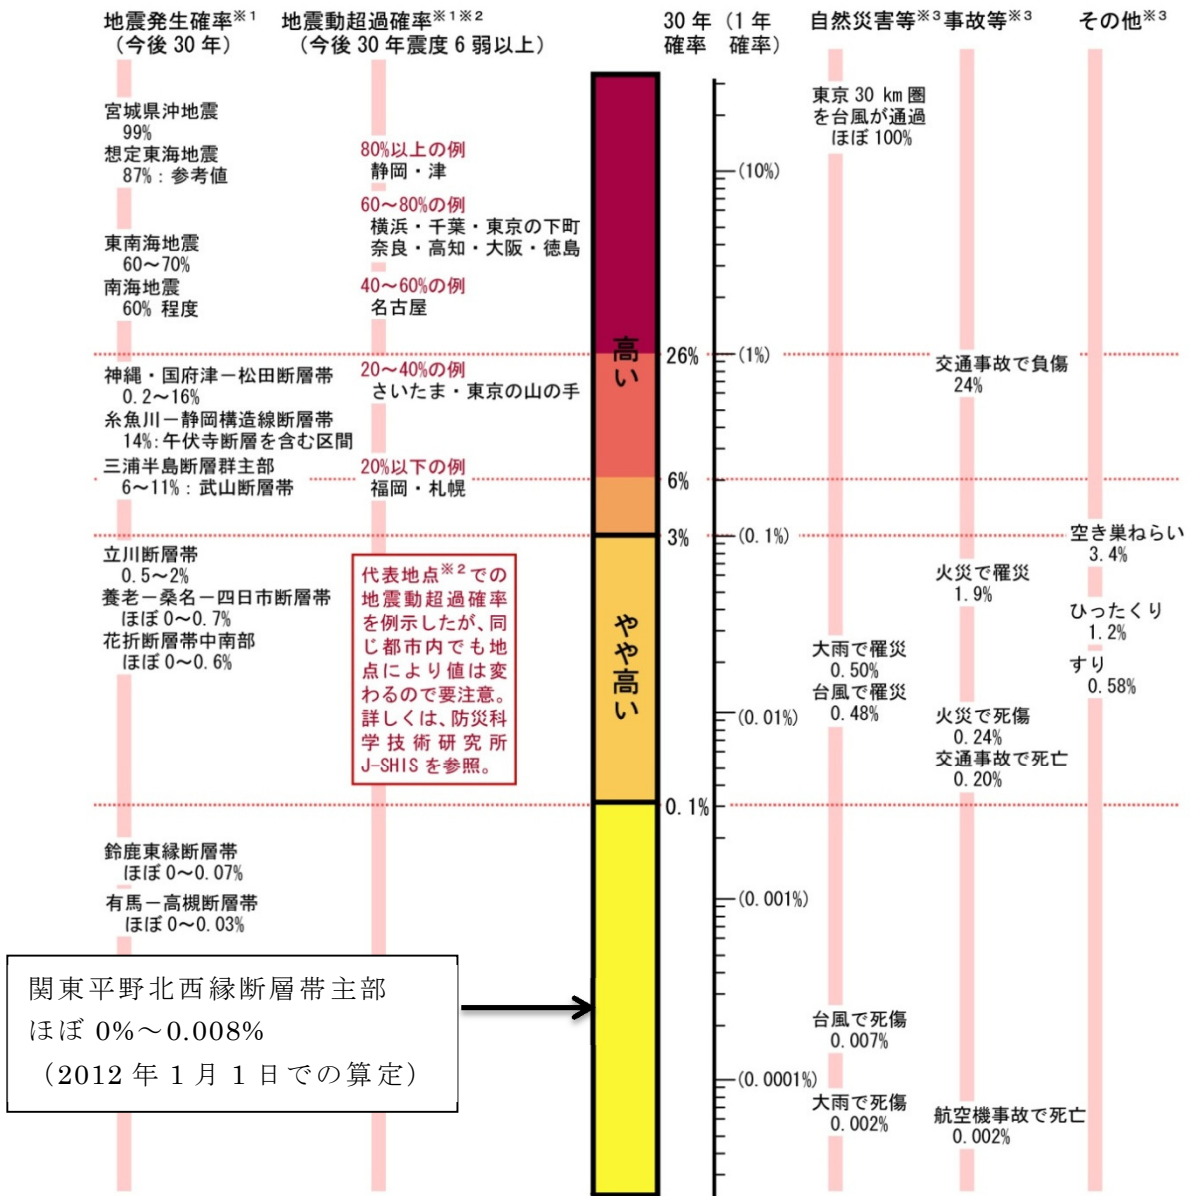 地震発生確率※1
（今後 30 年）
宮城県沖地震
99%
想定東海地震
87%：参考値
東南海地震
60～70%
南海地震
60% 程度
神縄・国府津－松田断層帯
0.2～16%
糸魚川－静岡構造線断層帯
14%:牛伏寺断層を含む区間
三浦半島断層群主部
6～11%：武山断層帯
立川断層帯
0.5～2%
養老－桑名－四日市断層帯
ほぼ 0～0.7%
花折断層帯中南部
ほぼ 0～0.6%
鈴鹿東縁断層帯
ほぼ 0～0.07%
有馬－高槻断層帯
ほぼ 0～0.03%
関東平野北西縁断層帯主部
ほぼ 0%～0.008%
（2012 年 1 月 1 日での算定）
地震動超過確率※1※2
（今後 30 年震度 6 弱以上）
80%以上の例
静岡・津
60～80%の例
横浜・千葉・東京の下町
奈良・高知・大阪・徳島
40～60%の例
名古屋
20～40%の例
さいたま・東京の山の手
20%以下の例
福岡・札幌
代表地点※2での
地震動超過確率
を例示したが、同
じ都市内でも地
点により値は変
わるので要注意。
詳しくは、防災科
学技術研究所
J-SHIS を参照。
高い
やや高い
30 年
確率
26%
6%
3%
0.1%
（1 年
確率）
(10%)
(1%)
(0.1%)
(0.01%)
(0.001%)
(0.0001%)
自然災害等※3
東京 30 km 圏
を台風が通過
ほぼ 100%
大雨で罹災
0.50%
台風で罹災
0.48%
台風で死傷
0.007%
大雨で死傷
0.002%
事故等※3
交通事故で負傷
24%
火災で罹災
1.9%
火災で死傷
0.24%
交通事故で死亡
0.20%
航空機事故で死亡
0.002%
その他※3
空き巣ねらい
3.4%
ひったくり
1.2%
すり
0.58%